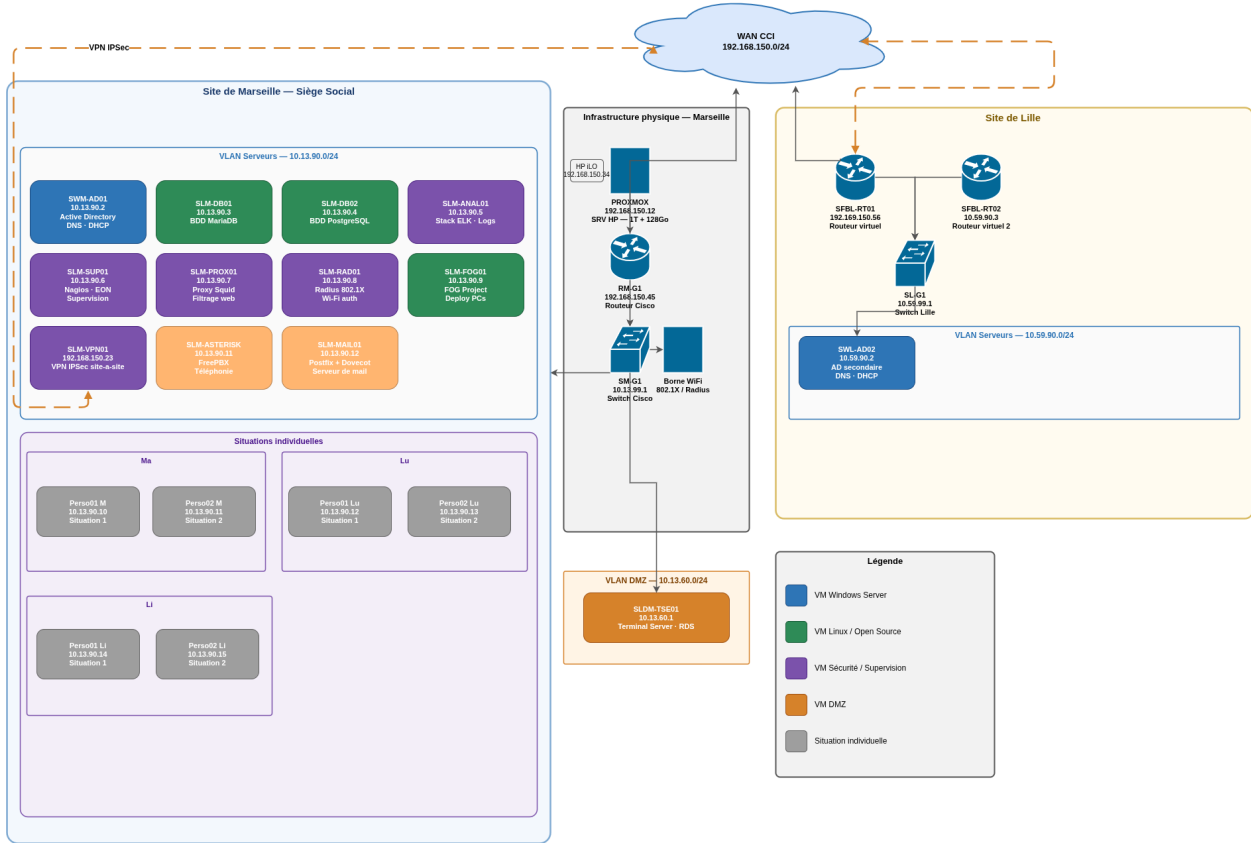 WAN CCI
192.168.150.0/24
VPN IPSec
Site de Marseille — Siège Social
VLAN Serveurs — 10.13.90.0/24
SWM-AD01
10.13.90.2
Active Directory
DNS · DHCP
SLM-DB01
10.13.90.3
BDD MariaDB
SLM-DB02
10.13.90.4
BDD PostgreSQL
SLM-ANAL01
10.13.90.5
Stack ELK · Logs
SLM-SUP01
10.13.90.6
Nagios · EON
Supervision
SLM-PROX01
10.13.90.7
Proxy Squid
Filtrage web
SLM-RAD01
10.13.90.8
Radius 802.1X
Wi-Fi auth
SLM-FOG01
10.13.90.9
FOG Project
Deploy PCs
SLM-VPN01
192.168.150.23
VPN IPSec site-a-site
SLM-ASTERISK
10.13.90.11
FreePBX
Téléphonie
SLM-MAIL01
10.13.90.12
Postfix + Dovecot
Serveur de mail
Situations individuelles
Ma
Perso01 M
10.13.90.10
Situation 1
Perso02 M
10.13.90.11
Situation 2
Lu
Perso01 Lu
10.13.90.12
Situation 1
Perso02 Lu
10.13.90.13
Situation 2
Li
Perso01 Li
10.13.90.14
Situation 1
Perso02 Li
10.13.90.15
Situation 2
Infrastructure physique — Marseille
HP iLO
192.168.150.34
PROXMOX
192.168.150.12
SRV HP — 1T + 128Go
RM-G1
192.168.150.45
Routeur Cisco
SM-G1
10.13.99.1
Switch Cisco
Borne WiFi
802.1X / Radius
VLAN DMZ — 10.13.60.0/24
SLDM-TSE01
10.13.60.1
Terminal Server · RDS
Site de Lille
SFBL-RT01
192.169.150.56
Routeur virtuel
SFBL-RT02
10.59.90.3
Routeur virtuel 2
SL-G1
10.59.99.1
Switch Lille
VLAN Serveurs — 10.59.90.0/24
SWL-AD02
10.59.90.2
AD secondaire
DNS · DHCP
Légende
VM Windows Server
VM Linux / Open Source
VM Sécurité / Supervision
VM DMZ
Situation individuelle